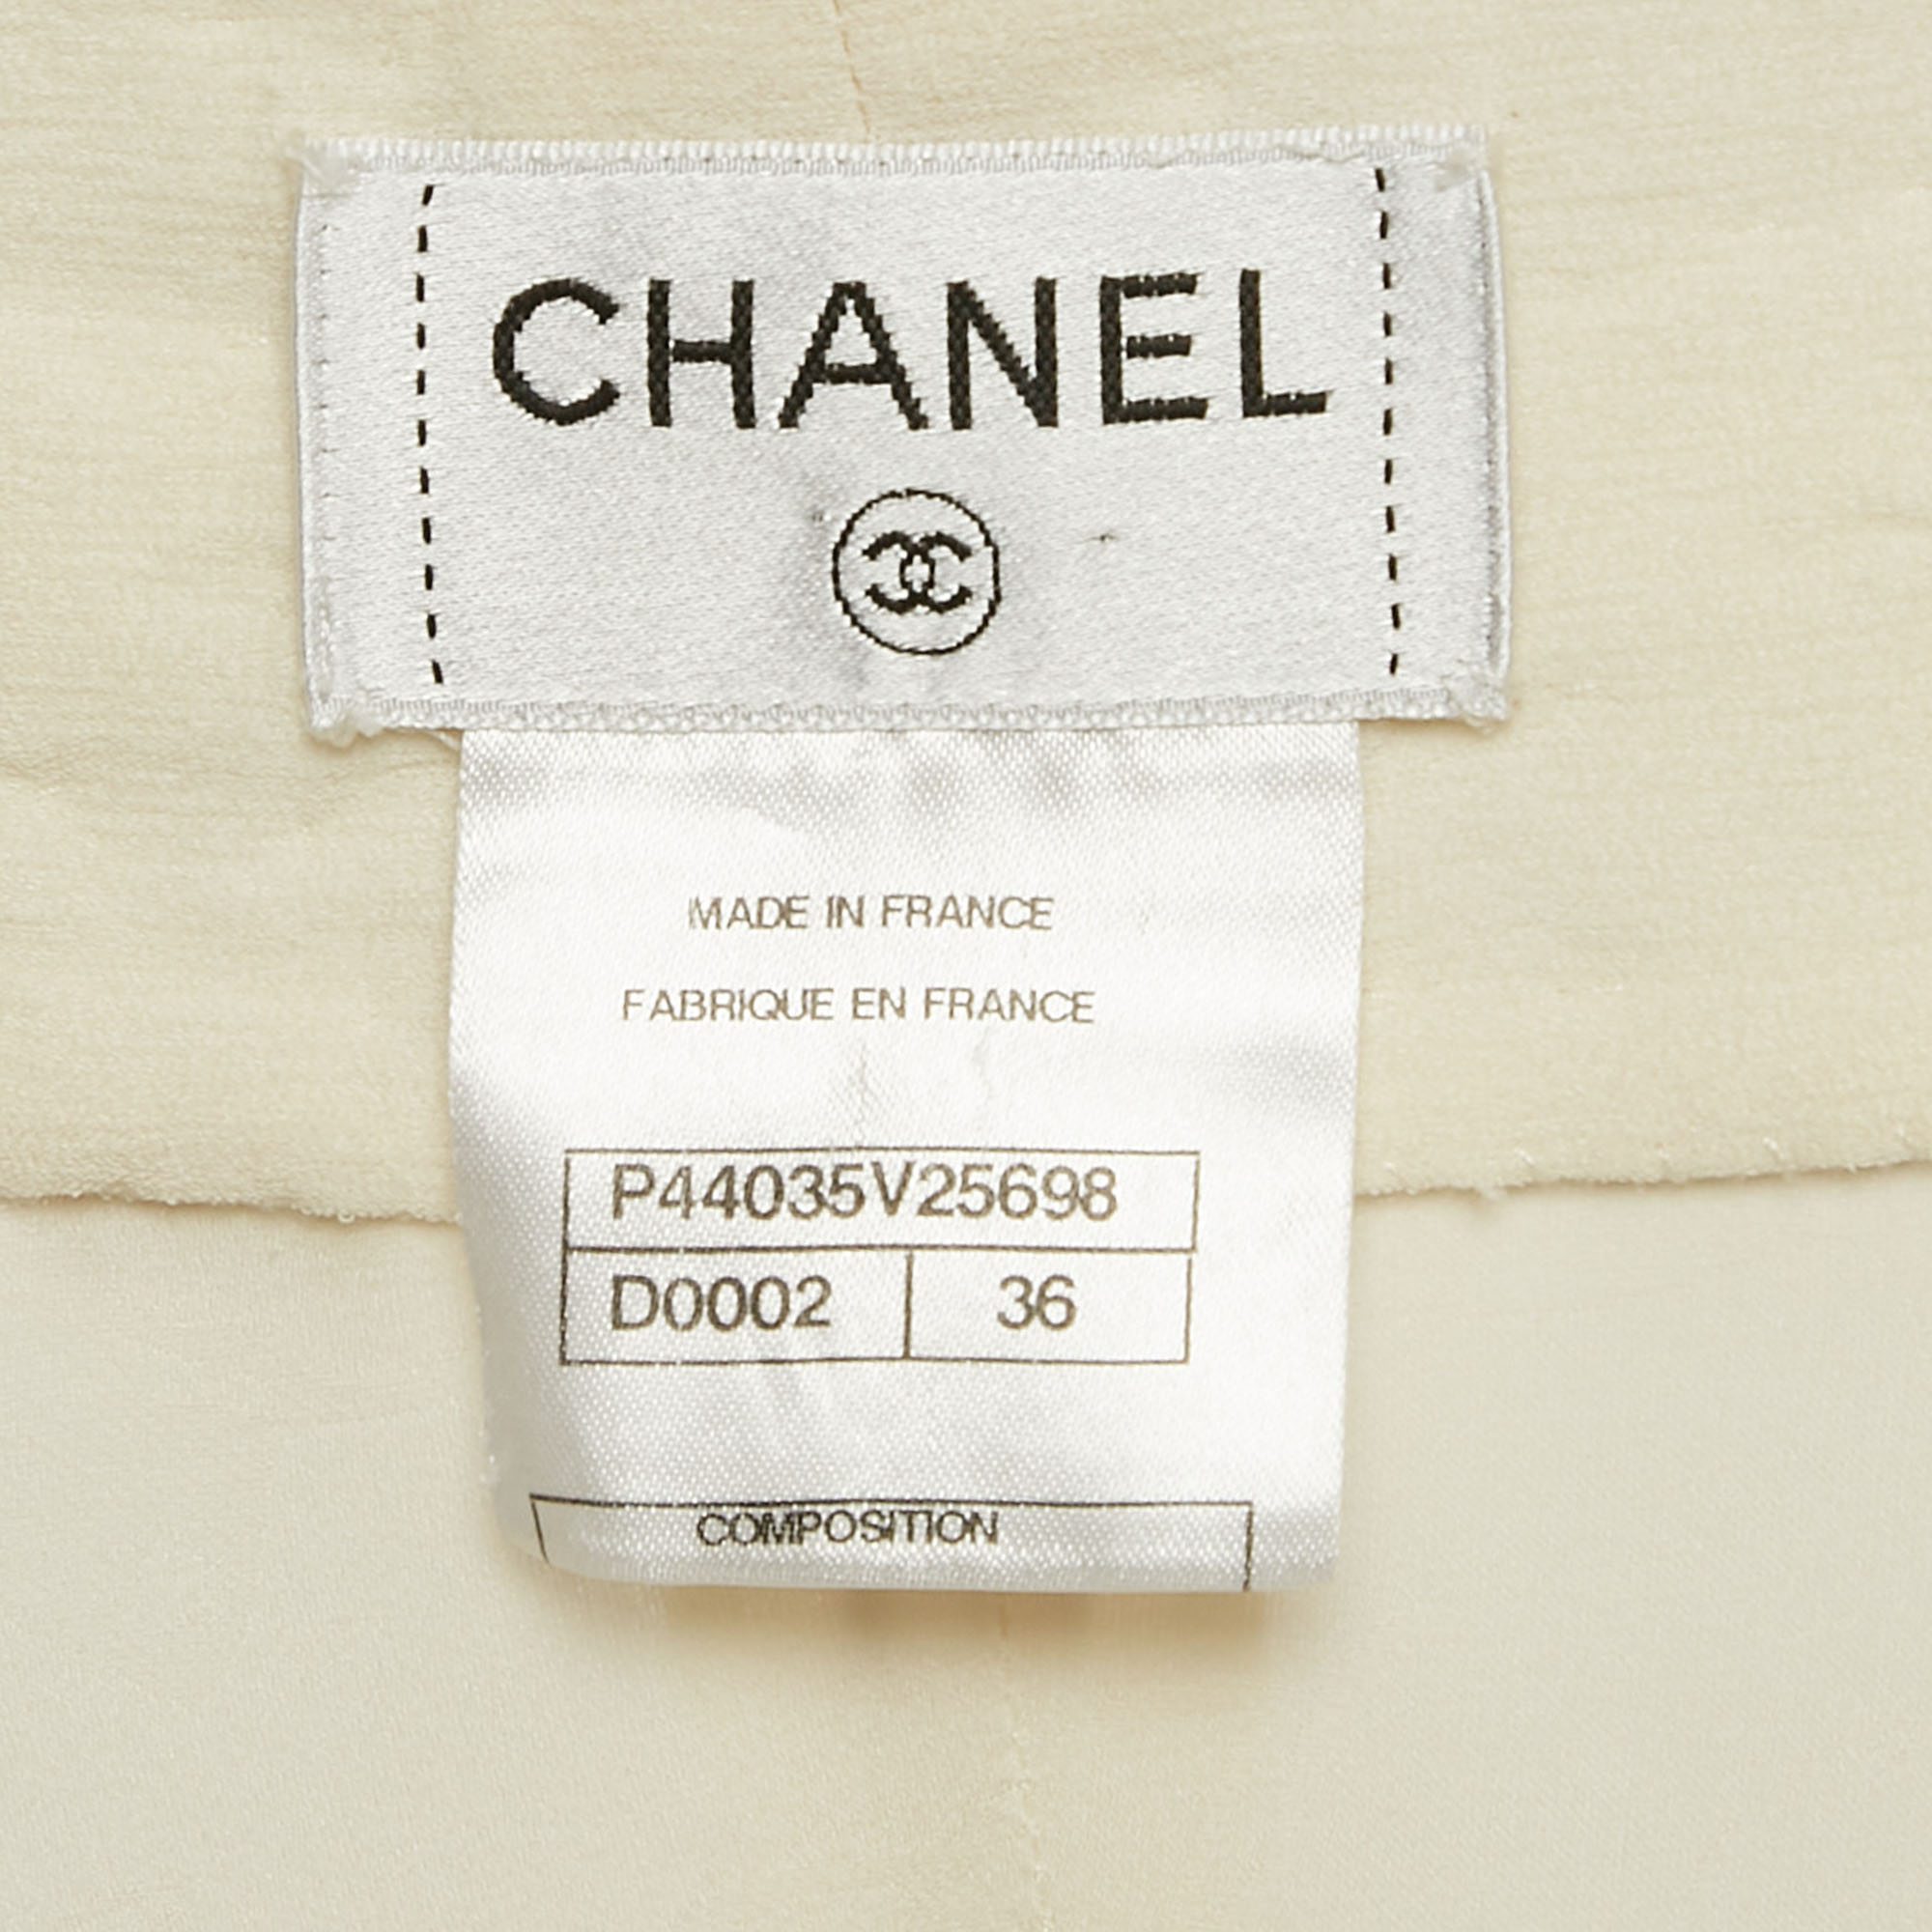 CHANEL
MADE IN FRANCE
FABRIQUE EN FRANCE
P44035V25698
D0002 36
COMPOSITION